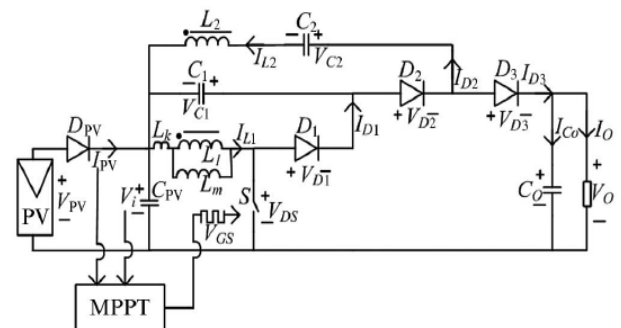 L2 C2
− +
IL2 VC2 ID2
C1 D2 D3 ID3
− +
VC1 + VD2− + VD3−
DPV Lk IL1 D1 ID1 ICo IO
IPV L1
Lm + VD1−
PV + VPV − Vi + − CPV S + VDS − CO + − + VO −
VGS
MPPT